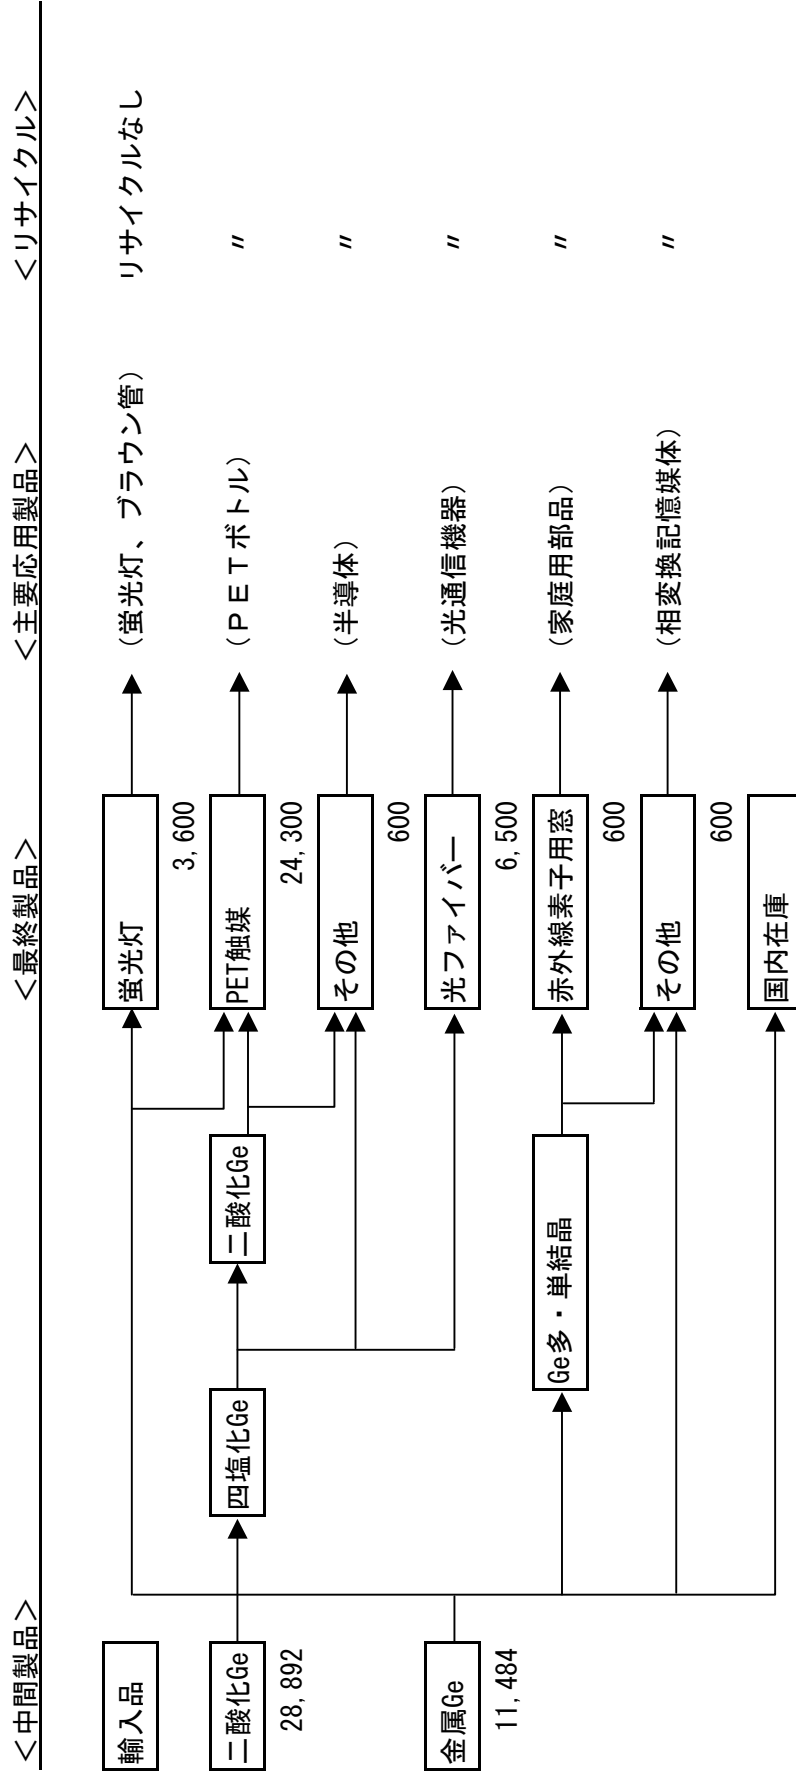 ＜中間製品＞
＜最終製品＞
＜主要応用製品＞
＜リサイクル＞
輸入品
蛍光灯
(蛍光灯、ブラウン管)
リサイクルなし
3,600
二酸化Ge
四塩化Ge
二酸化Ge
PET触媒
(ＰＥＴボトル)
〃
28,892
24,300
その他
(半導体)
〃
600
金属Ge
光ファイバー
(光通信機器)
〃
11,484
6,500
Ge多・単結晶
赤外線素子用窓
(家庭用部品)
〃
600
その他
(相変換記憶媒体)
〃
600
国内在庫